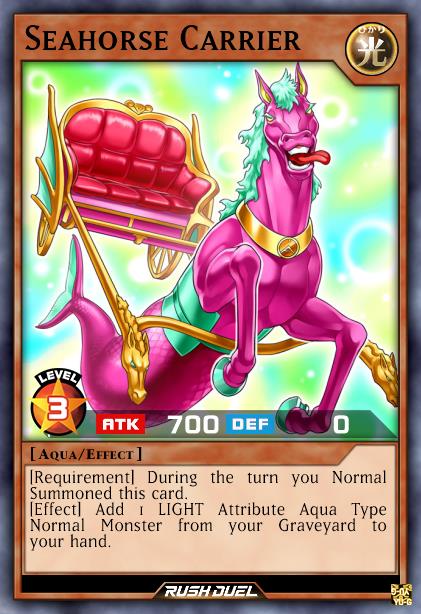 SEAHORSE CARRIER
ひかり
光
LEVEL
3
ATK 700 DEF 0
[AQUA/EFFECT]
[Requirement] During the turn you Normal
Summoned this card.
[Effect] Add 1 LIGHT Attribute Aqua Type
Normal Monster from your Graveyard to
your hand.
RUSH DUEL